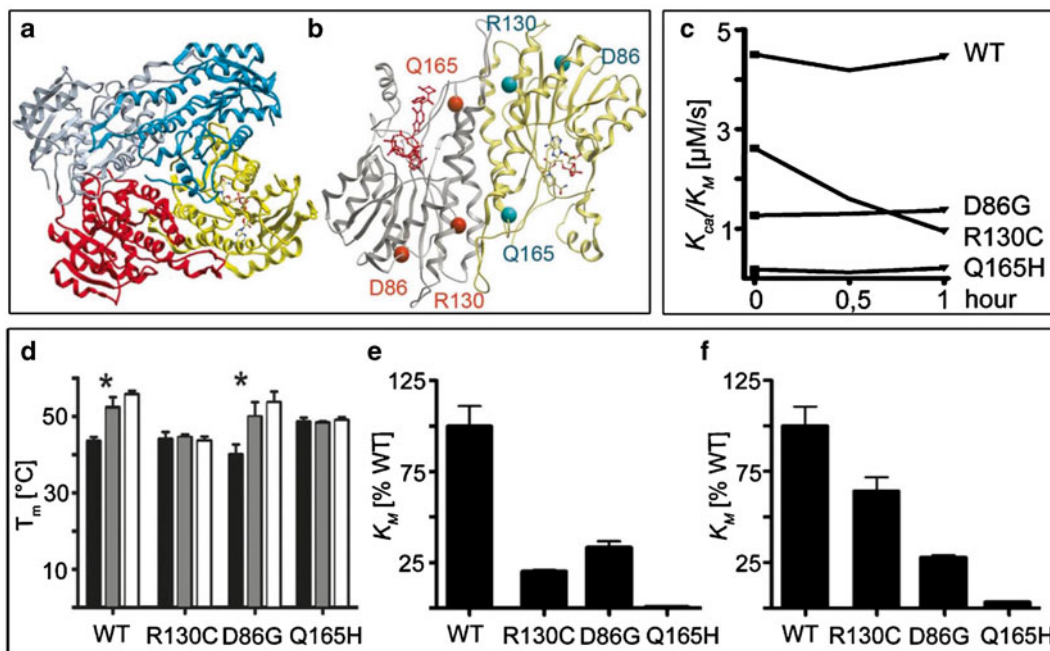 a
b
R130
Q165
D86
D86
R130
Q165
c
K_cat/K_M [µM/s]
5
3
1
0
0,5
1
hour
WT
D86G
R130C
Q165H
d
T_m [°C]
50
30
10
*
*
WT
R130C
D86G
Q165H
e
K_M [% WT]
125
75
25
WT
R130C
D86G
Q165H
f
K_M [% WT]
125
75
25
WT
R130C
D86G
Q165H